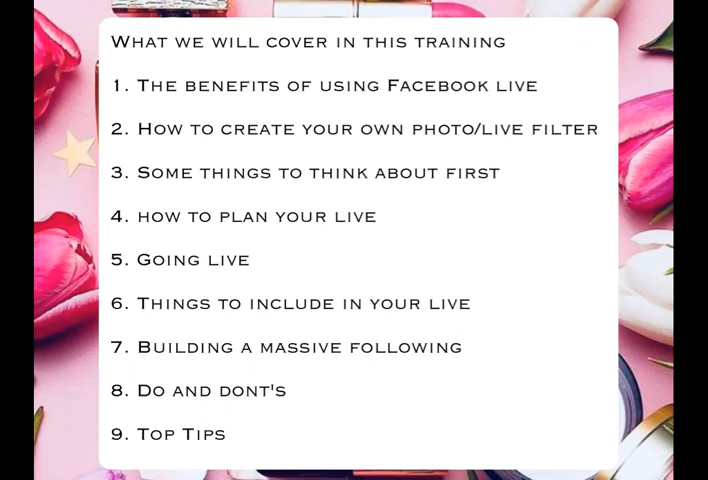 What we will cover in this training
1. The benefits of using Facebook live
2. How to create your own photo/live filter
3. Some things to think about first
4. how to plan your live
5. Going live
6. Things to include in your live
7. Building a massive following
8. Do and dont's
9. Top Tips